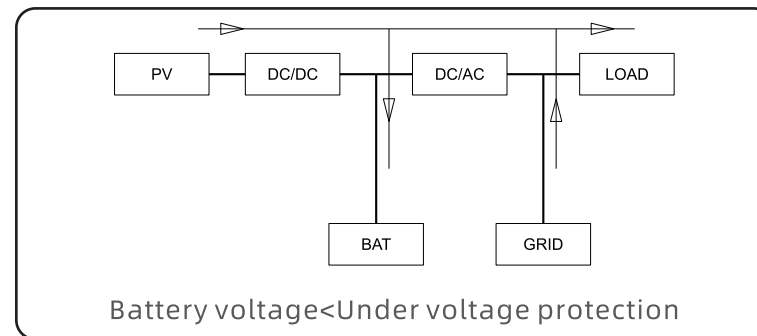 PV
DC/DC
DC/AC
LOAD
BAT
GRID
Battery voltage<Under voltage protection